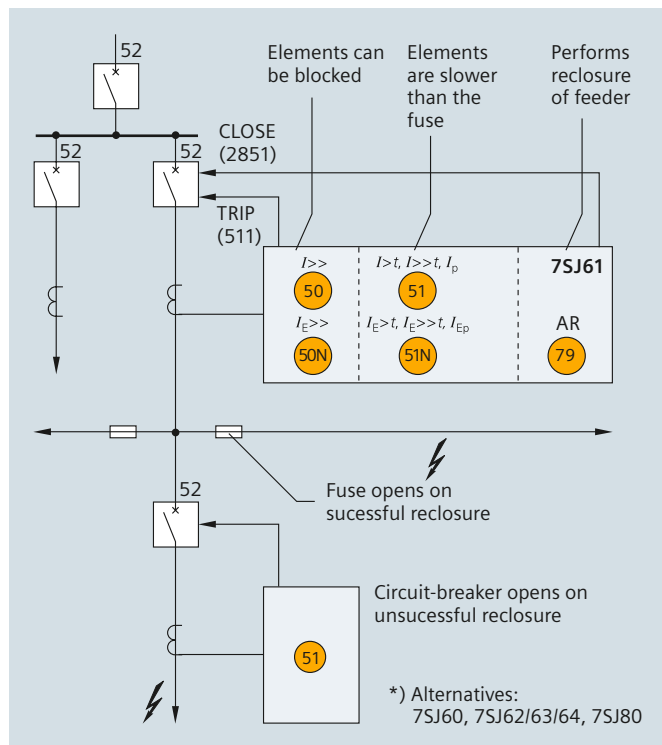 52
Elements can
be blocked
Elements
are slower
than the
fuse
Performs
reclosure
of feeder
52
52
CLOSE
(2851)
TRIP
(511)
I>>
I>t, I>>t, Ip
7SJ61
50
51
IE>>
IE>t, IE>>t, IEp
AR
50N
51N
79
Fuse opens on
sucessful reclosure
52
Circuit-breaker opens on
unsucessful reclosure
51
*) Alternatives:
7SJ60, 7SJ62/63/64, 7SJ80